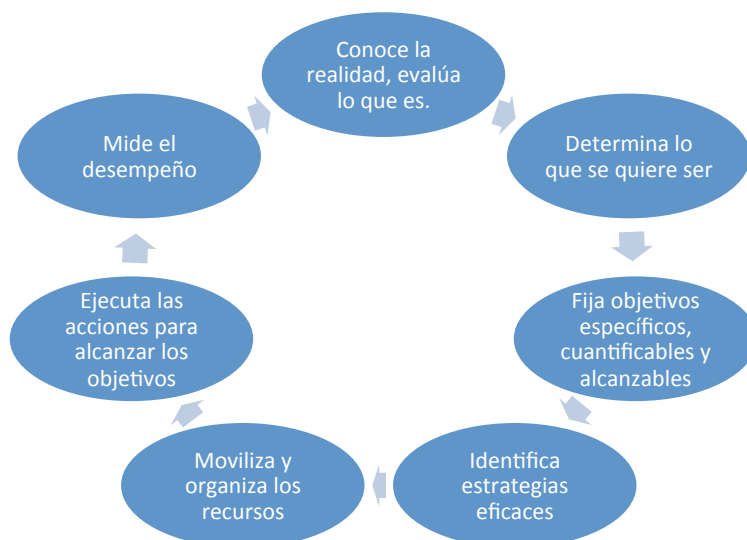 Conoce la
realidad, evalúa
lo que es.
Determina lo
que se quiere ser
Fija objetivos
específicos,
cuantificables y
alcanzables
Identifica
estrategias
eficaces
Moviliza y
organiza los
recursos
Ejecuta las
acciones para
alcanzar los
objetivos
Mide el
desempeño